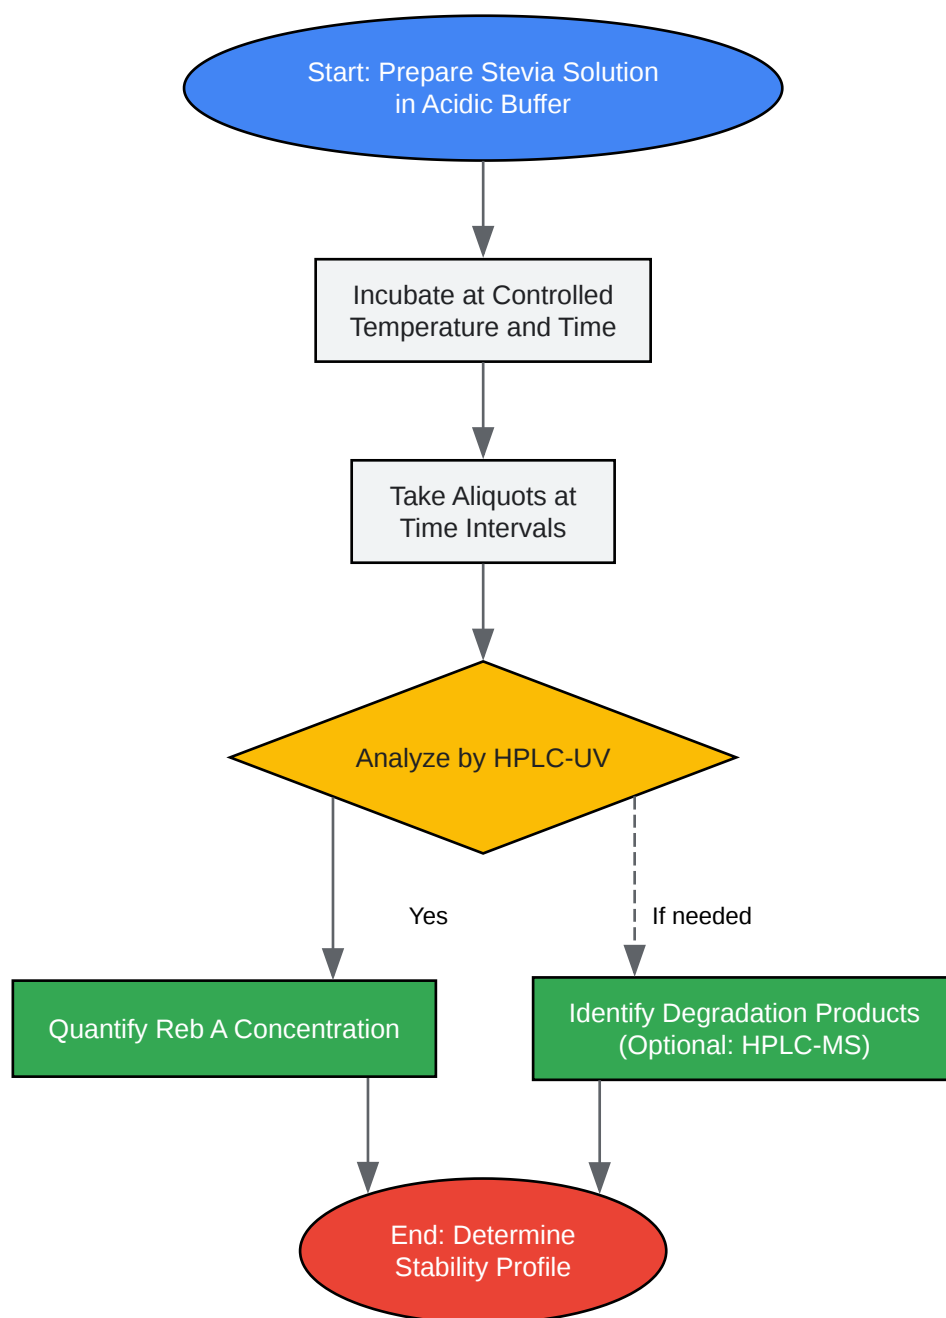 Start: Prepare Stevia Solution
in Acidic Buffer
Incubate at Controlled
Temperature and Time
Take Aliquots at
Time Intervals
Analyze by HPLC-UV
Yes
If needed
Quantify Reb A Concentration
Identify Degradation Products
(Optional: HPLC-MS)
End: Determine
Stability Profile